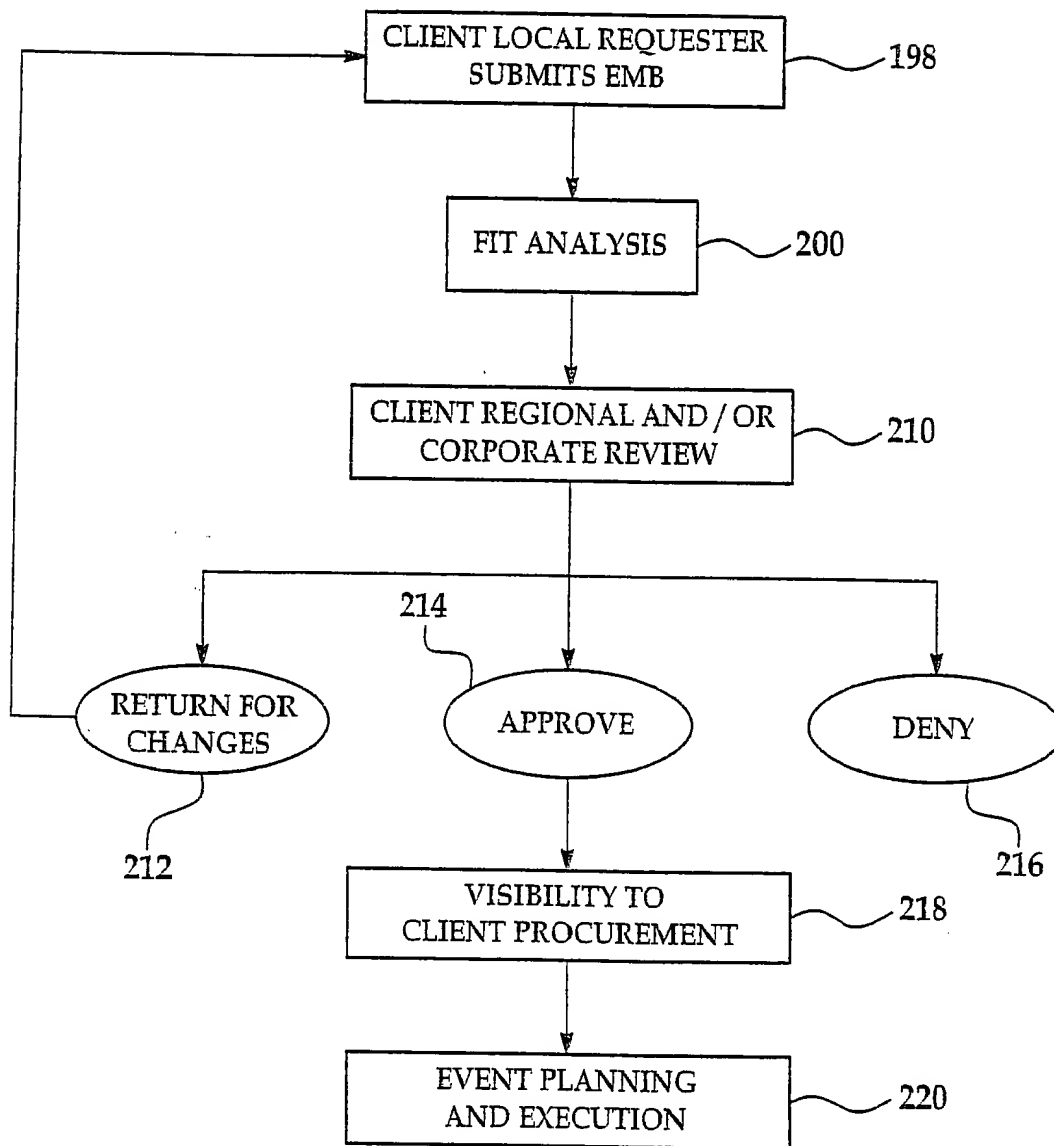 CLIENT LOCAL REQUESTER
SUBMITS EMB
198
FIT ANALYSIS
200
CLIENT REGIONAL AND / OR
CORPORATE REVIEW
210
214
RETURN FOR
CHANGES
APPROVE
DENY
212
216
VISIBILITY TO
CLIENT PROCUREMENT
218
EVENT PLANNING
AND EXECUTION
220